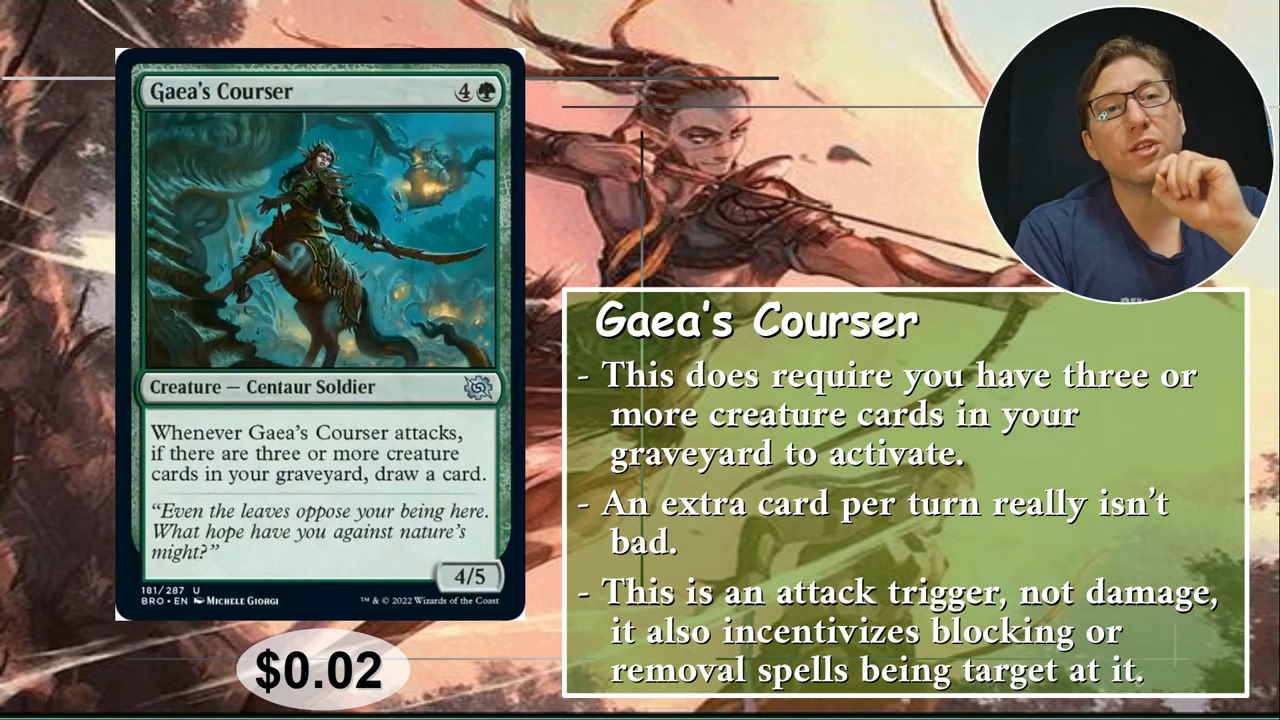 Gaea's Courser 4
Creature — Centaur Soldier
Whenever Gaea's Courser attacks,
if there are three or more creature
cards in your graveyard, draw a card.
"Even the leaves oppose your being here.
What hope have you against nature's
might?"
4/5
181/287 U
BRO • EN MICHELE GIORGI
™ & © 2022 Wizards of the Coast
$0.02
Gaea's Courser
- This does require you have three or
more creature cards in your
graveyard to activate.
- An extra card per turn really isn't
bad.
- This is an attack trigger, not damage,
it also incentivizes blocking or
removal spells being target at it.